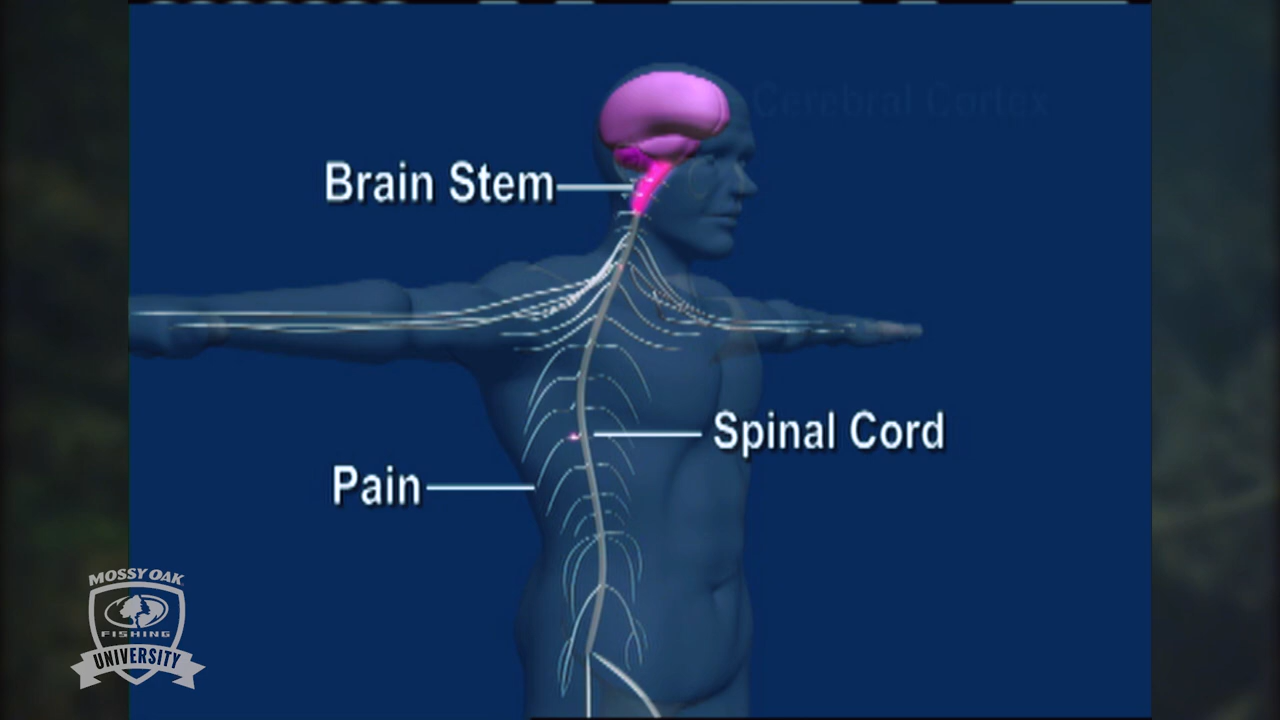 Cerebral Cortex
Brain Stem
Spinal Cord
Pain
MOSSY OAK
FISHING
UNIVERSITY